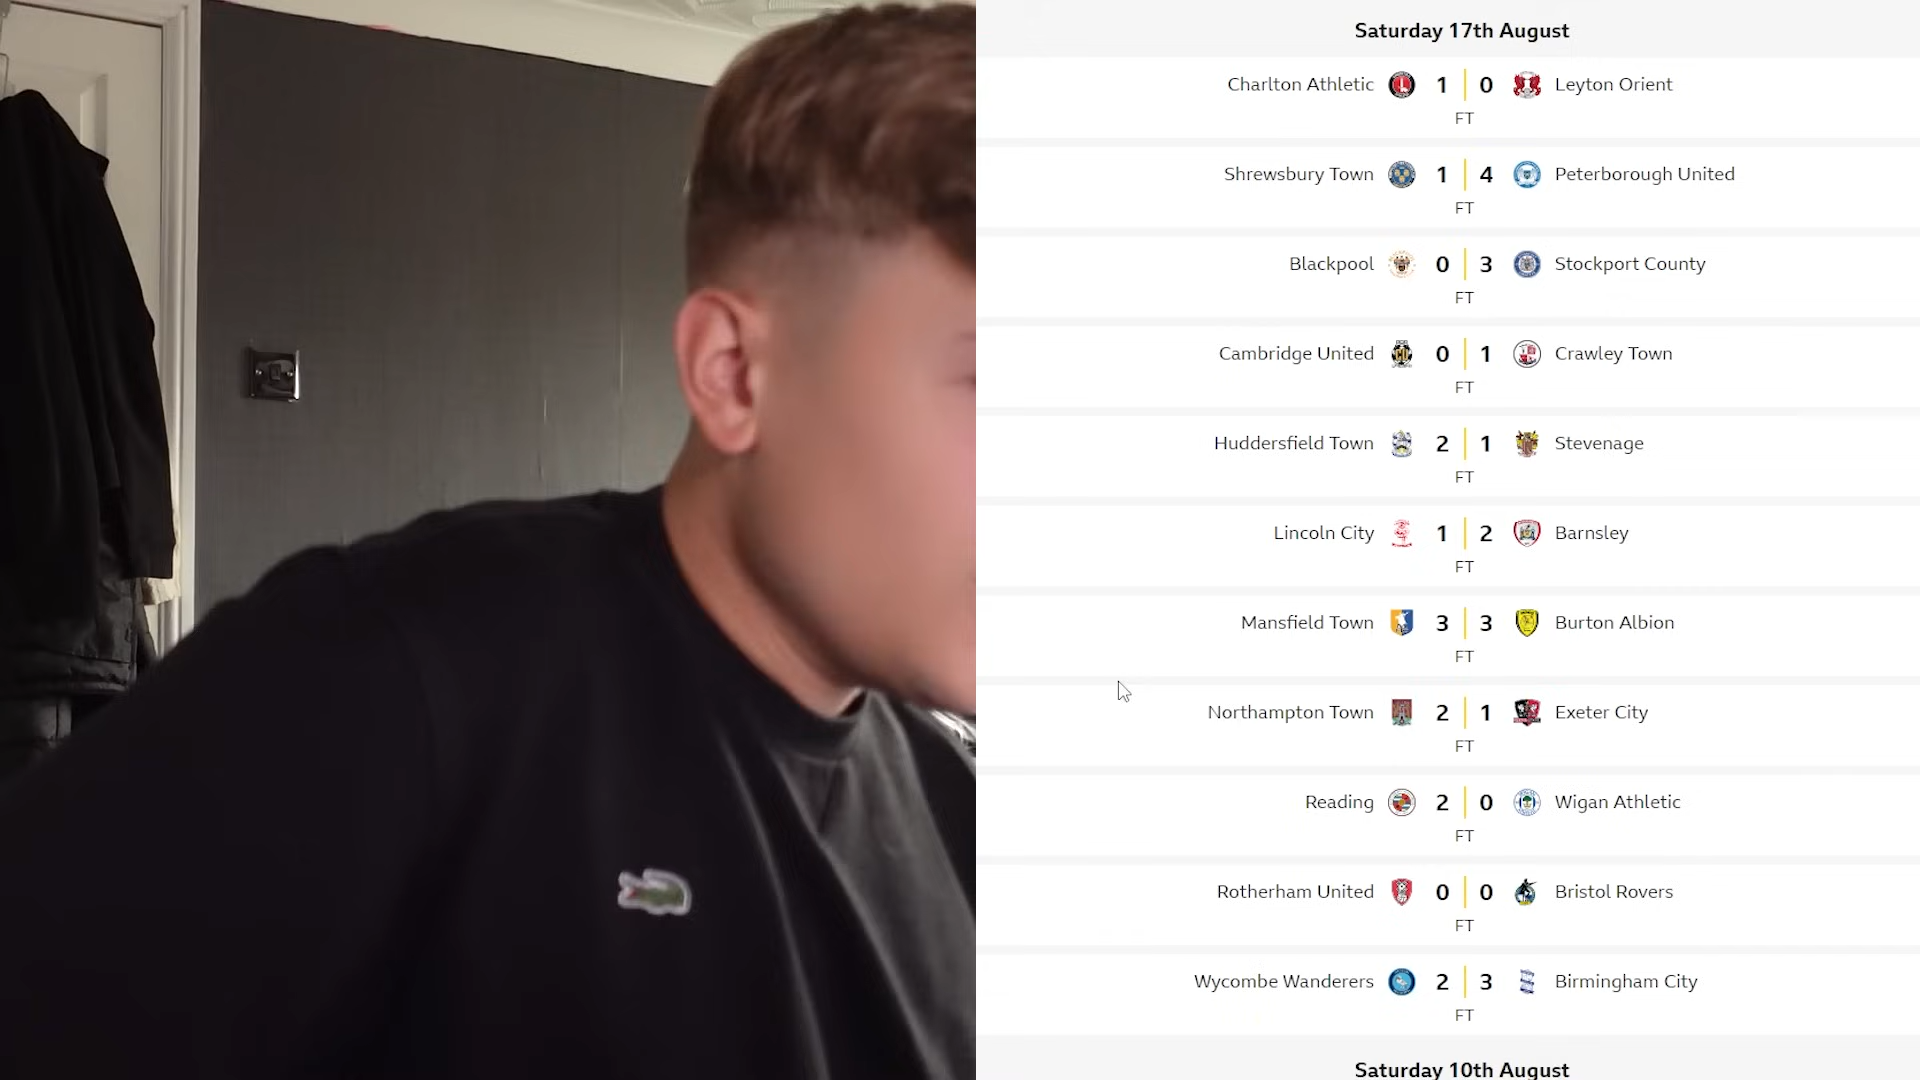 Saturday 17th August
Charlton Athletic 1 0 Leyton Orient
FT
Shrewsbury Town 1 4 Peterborough United
FT
Blackpool 0 3 Stockport County
FT
Cambridge United 0 1 Crawley Town
FT
Huddersfield Town 2 1 Stevenage
FT
Lincoln City 1 2 Barnsley
FT
Mansfield Town 3 3 Burton Albion
FT
Northampton Town 2 1 Exeter City
FT
Reading 2 0 Wigan Athletic
FT
Rotherham United 0 0 Bristol Rovers
FT
Wycombe Wanderers 2 3 Birmingham City
FT
Saturday 10th August